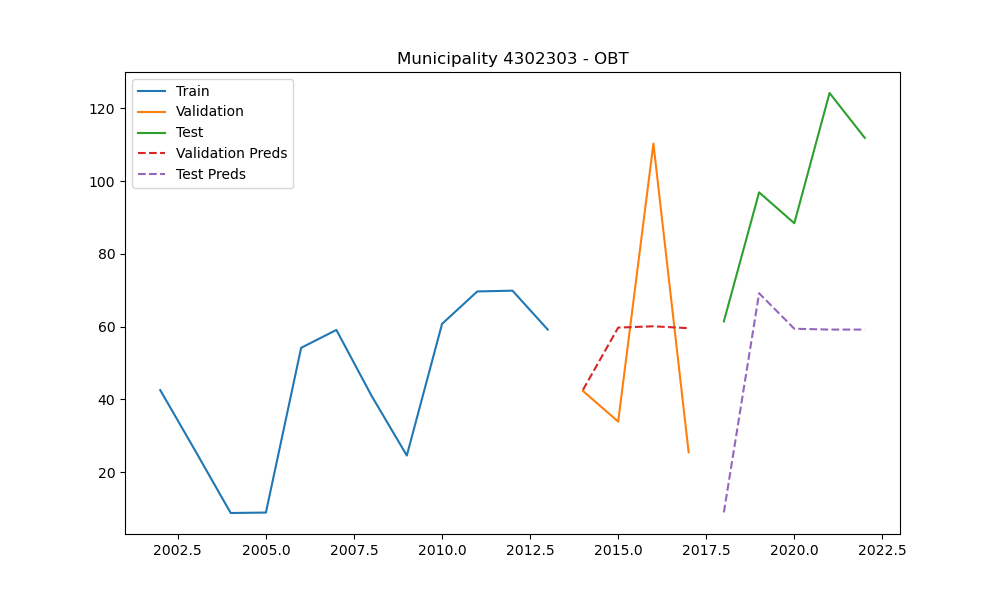 Municipality 4302303 - OBT
Train
Validation
Test
Validation Preds
Test Preds
120
100
80
60
40
20
2002.5 2005.0 2007.5 2010.0 2012.5 2015.0 2017.5 2020.0 2022.5